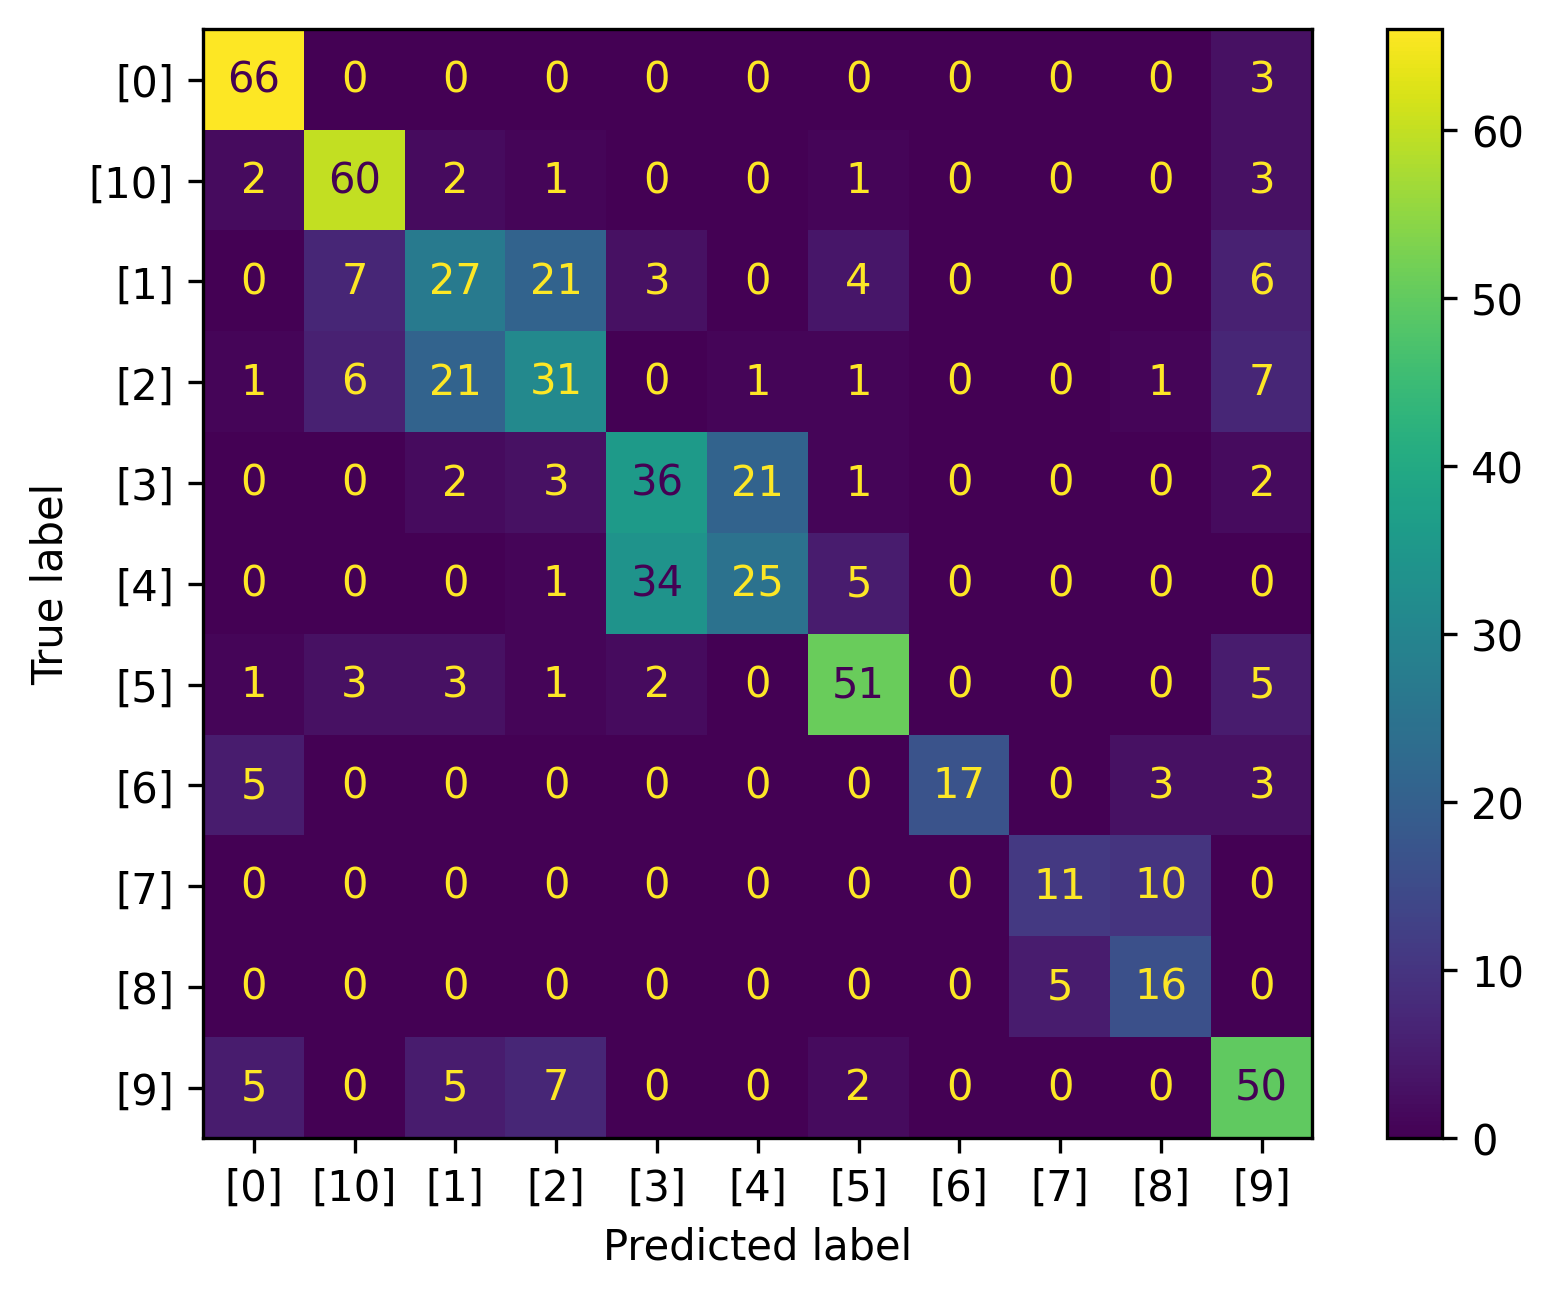 [0] 66 0 0 0 0 0 0 0 0 0 3
[10] 2 60 2 1 0 0 1 0 0 0 3
[1] 0 7 27 21 3 0 4 0 0 0 6
[2] 1 6 21 31 0 1 1 0 0 1 7
[3] 0 0 2 3 36 21 1 0 0 0 2
[4] 0 0 0 1 34 25 5 0 0 0 0
[5] 1 3 3 1 2 0 51 0 0 0 5
[6] 5 0 0 0 0 0 0 17 0 3 3
[7] 0 0 0 0 0 0 0 0 11 10 0
[8] 0 0 0 0 0 0 0 0 5 16 0
[9] 5 0 5 7 0 0 2 0 0 0 50
[0] [10] [1] [2] [3] [4] [5] [6] [7] [8] [9]
Predicted label
True label
60
50
40
30
20
10
0